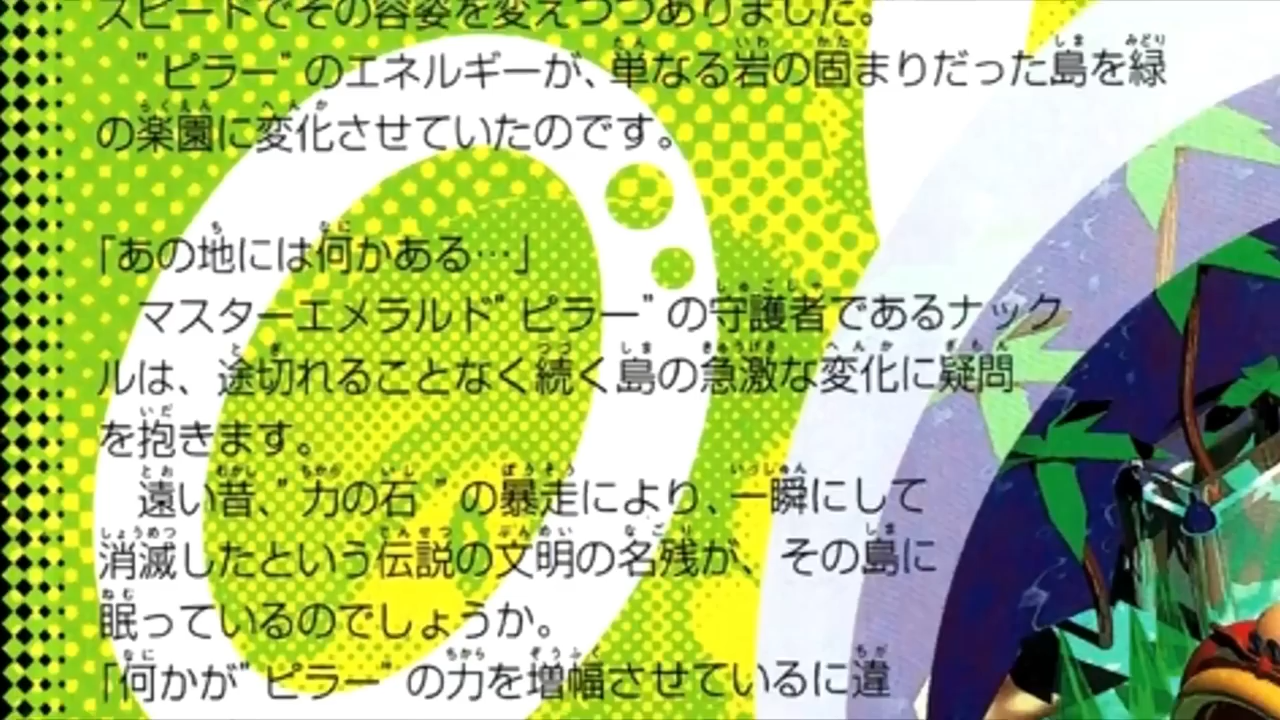 スピードでその容姿を変えつつありました。
"ピラー"のエネルギーが、単なる岩の固まりだった島を緑
の楽園に変化させていたのです。
「あの地には何かある…」
マスターエメラルド"ピラー"の守護者であるナック
ルは、途切れることなく続く島の急激な変化に疑問
を抱きます。
遠い昔、"力の石"の暴走により、一瞬にして
消滅したという伝説の文明の名残が、その島に
眠っているのでしょうか。
「何かが"ピラー"の力を増幅させているに違